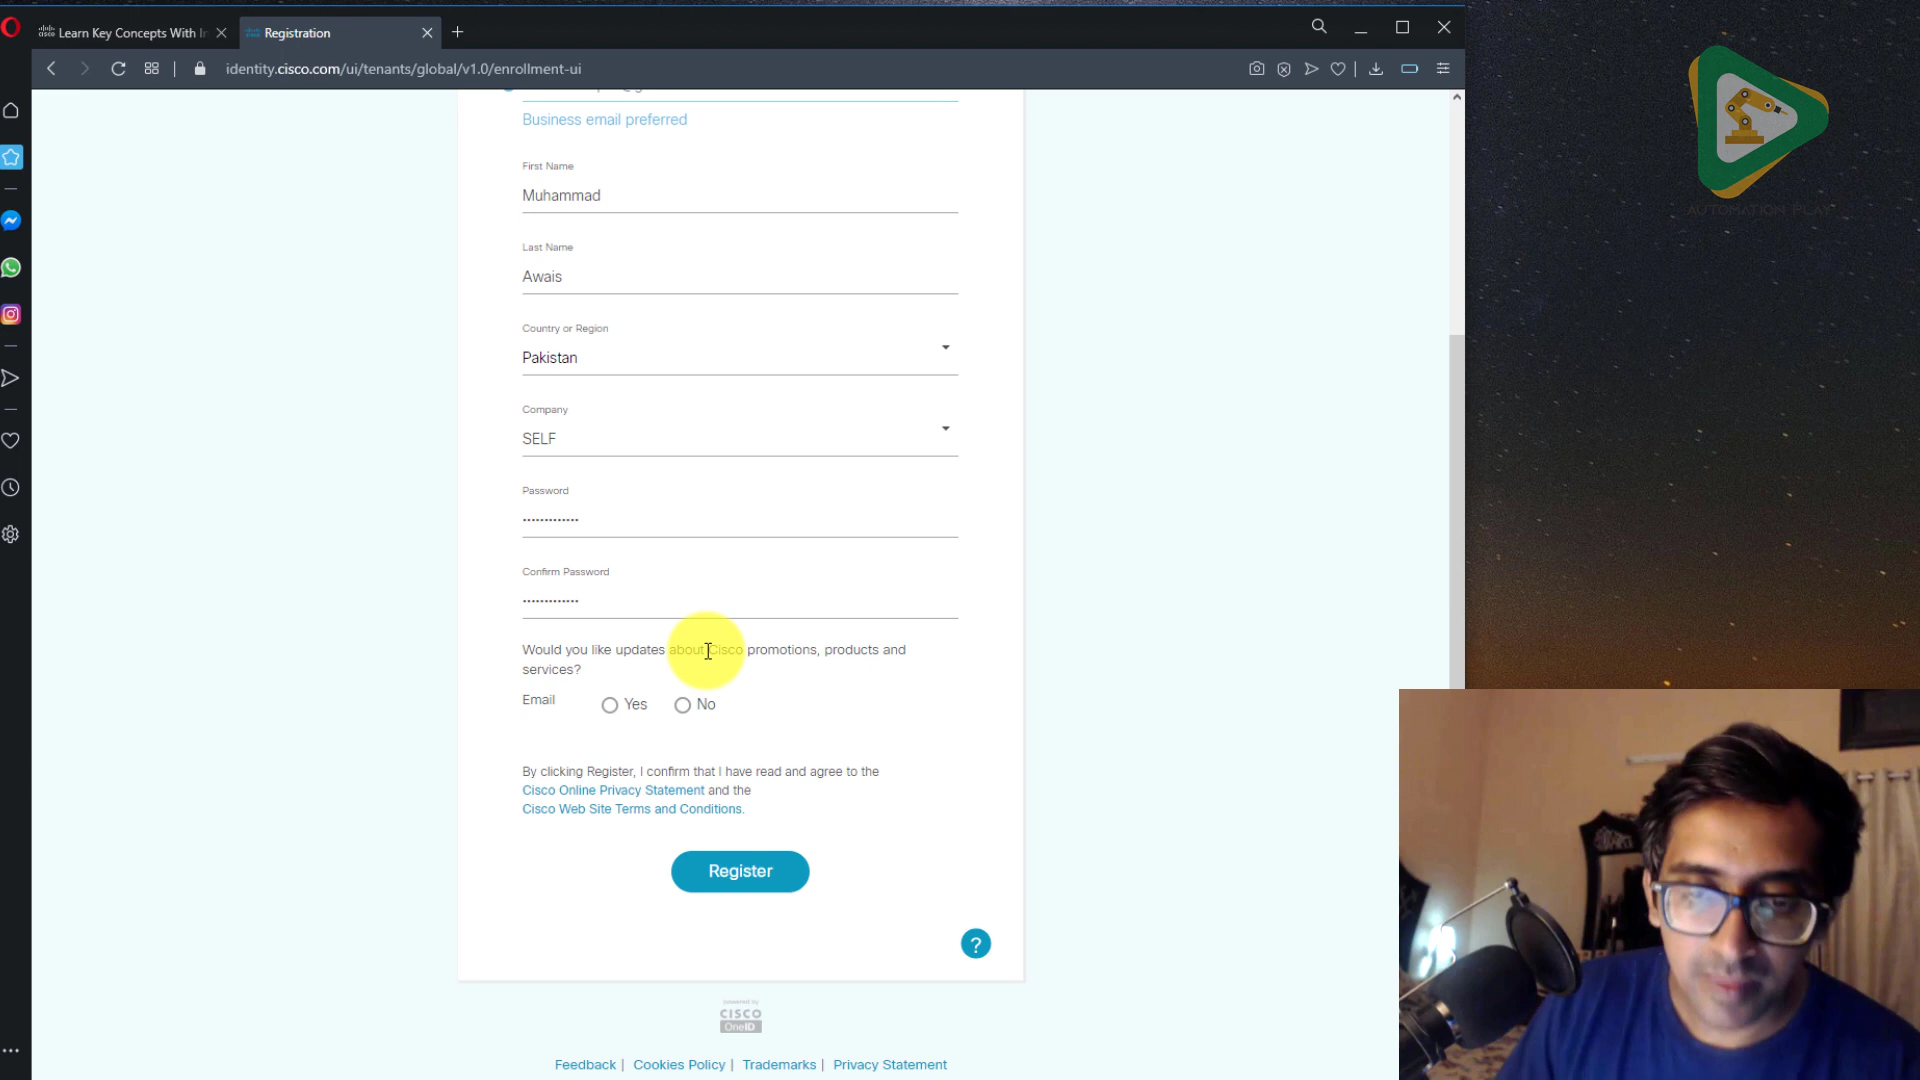 Learn Key Concepts With
Registration
identity.cisco.com/ui/tenants/global/v1.0/enrollment-ui
Business email preferred
First Name
Muhammad
Last Name
Awais
Country or Region
Pakistan
Company
SELF
Password
•••••••••••••
Confirm Password
•••••••••••••
Would you like updates about Cisco promotions, products and
services?
Email
Yes
No
By clicking Register, I confirm that I have read and agree to the
Cisco Online Privacy Statement and the
Cisco Web Site Terms and Conditions.
Register
?
powered by
CISCO
OneID
Feedback | Cookies Policy | Trademarks | Privacy Statement
AUTOMATION PLAY